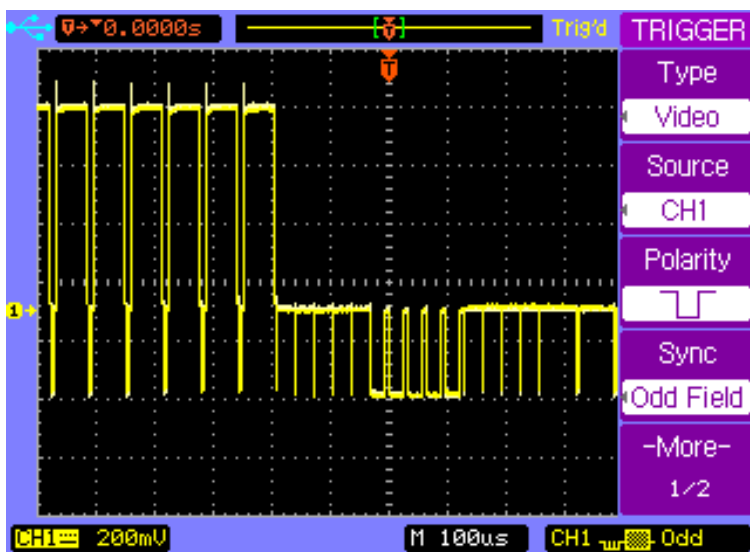 T→▼0.0000s [T] Trig'd TRIGGER
T
Type
Video
Source
CH1
Polarity
1
Sync
Odd Field
-More-
1/2
CH1 200mV M 100us CH1 Odd